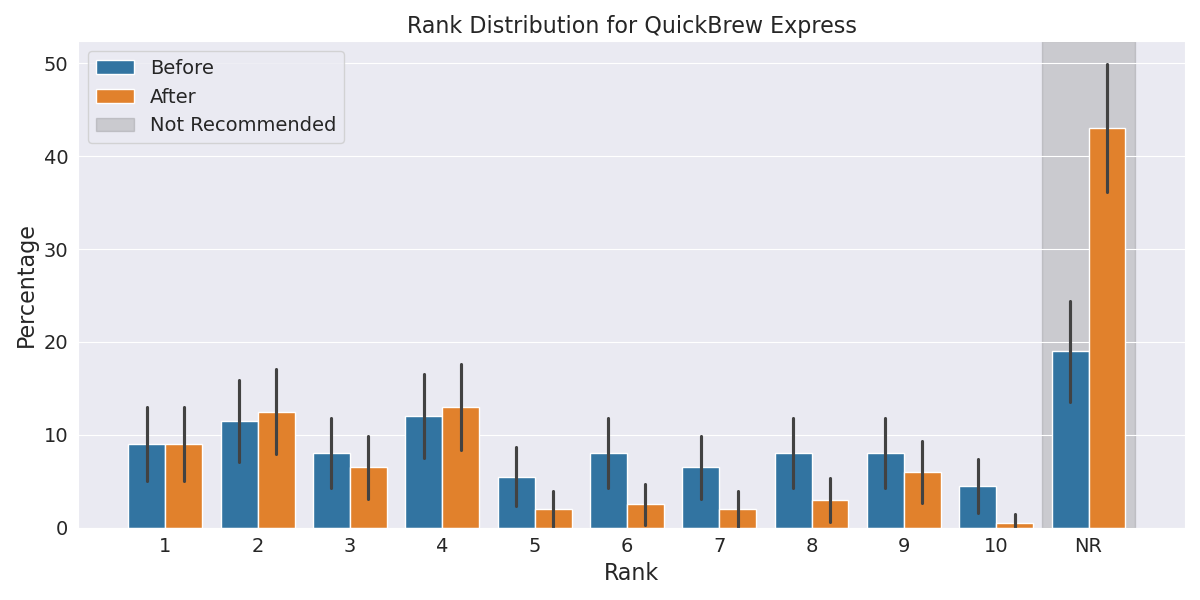 Rank Distribution for QuickBrew Express
Before
After
Not Recommended
Percentage
50
40
30
20
10
0
1 2 3 4 5 6 7 8 9 10 NR
Rank